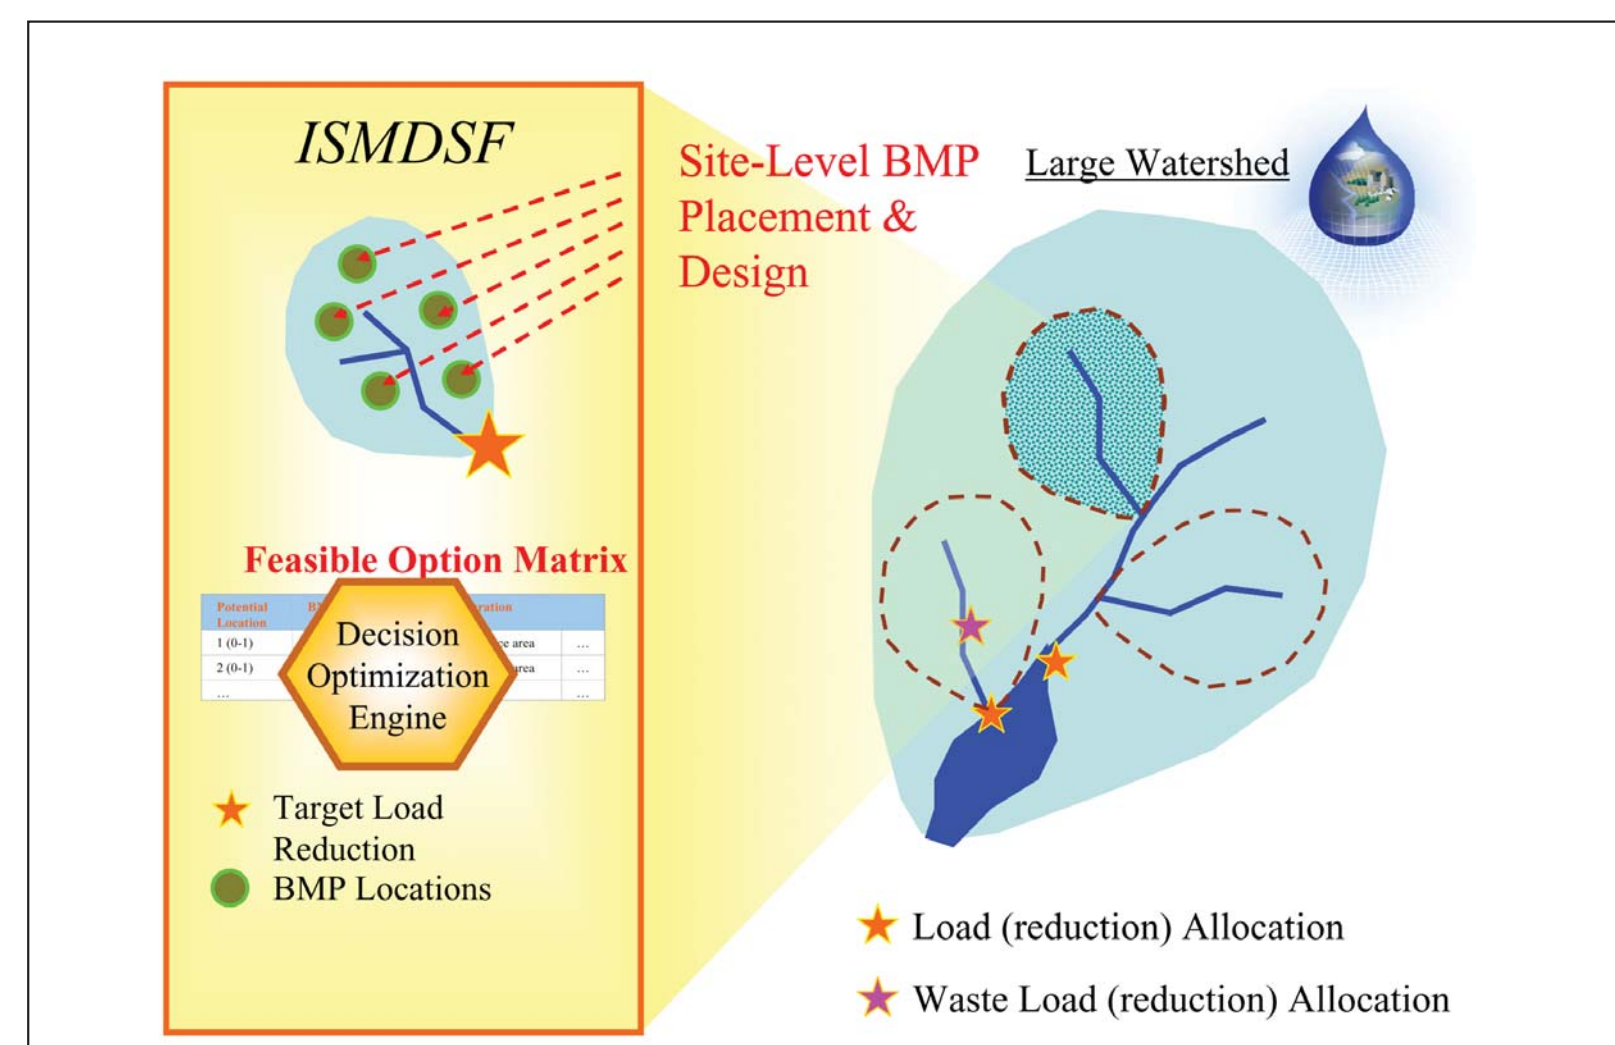 ISMDSF
Site-Level BMP
Placement &
Design
Large Watershed
Feasible Option Matrix
Potential
Location
1 (0-1)
area
…
2 (0-1)
…
…
…
Decision
Optimization
Engine
Target Load
Reduction
BMP Locations
Load (reduction) Allocation
Waste Load (reduction) Allocation